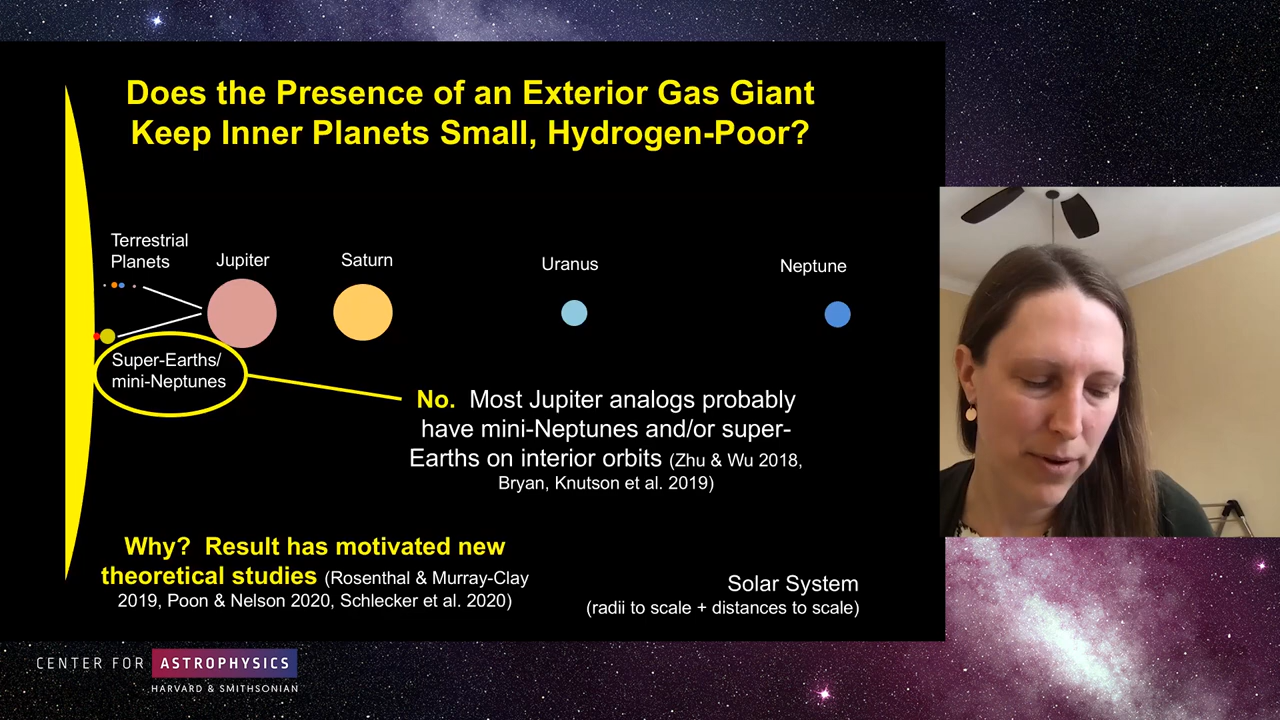 Does the Presence of an Exterior Gas Giant
Keep Inner Planets Small, Hydrogen-Poor?
Terrestrial
Planets
Jupiter
Saturn
Uranus
Neptune
Super-Earths/
mini-Neptunes
No. Most Jupiter analogs probably
have mini-Neptunes and/or super-
Earths on interior orbits (Zhu & Wu 2018,
Bryan, Knutson et al. 2019)
Why? Result has motivated new
theoretical studies (Rosenthal & Murray-Clay
2019, Poon & Nelson 2020, Schlecker et al. 2020)
Solar System
(radii to scale + distances to scale)
CENTER FOR ASTROPHYSICS
HARVARD & SMITHSONIAN